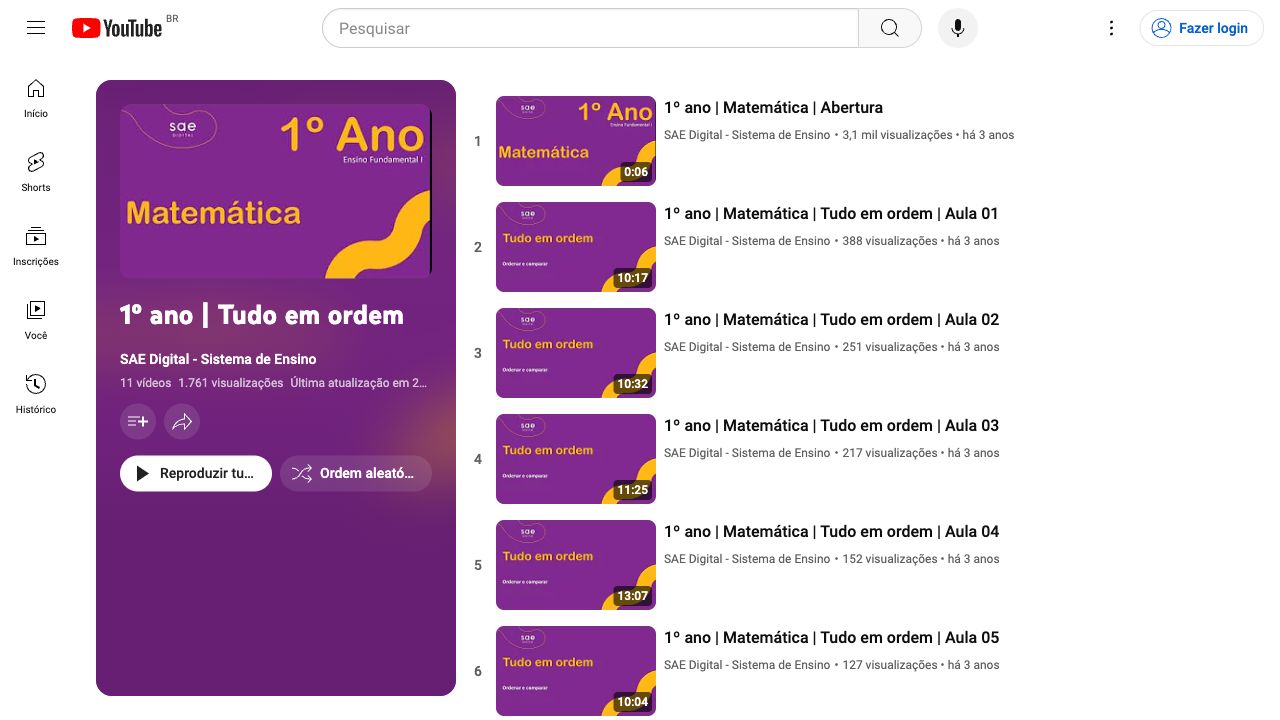 YouTube BR
Pesquisar
Fazer login
Início
Shorts
Inscrições
Você
Histórico
sae
DIGITAL
1º Ano
Ensino Fundamental I
Matemática
1º ano | Tudo em ordem
SAE Digital - Sistema de Ensino
11 vídeos 1.761 visualizações Última atualização em 2...
Reproduzir tu...
Ordem aleató...
1
sae
1º Ano
Ensino Fundamental I
Matemática
0:06
1º ano | Matemática | Abertura
SAE Digital - Sistema de Ensino • 3,1 mil visualizações • há 3 anos
2
sae
Tudo em ordem
Ordenar e comparar
10:17
1º ano | Matemática | Tudo em ordem | Aula 01
SAE Digital - Sistema de Ensino • 388 visualizações • há 3 anos
3
sae
Tudo em ordem
Ordenar e comparar
10:32
1º ano | Matemática | Tudo em ordem | Aula 02
SAE Digital - Sistema de Ensino • 251 visualizações • há 3 anos
4
sae
Tudo em ordem
Ordenar e comparar
11:25
1º ano | Matemática | Tudo em ordem | Aula 03
SAE Digital - Sistema de Ensino • 217 visualizações • há 3 anos
5
sae
Tudo em ordem
Ordenar e comparar
13:07
1º ano | Matemática | Tudo em ordem | Aula 04
SAE Digital - Sistema de Ensino • 152 visualizações • há 3 anos
6
sae
Tudo em ordem
Ordenar e comparar
10:04
1º ano | Matemática | Tudo em ordem | Aula 05
SAE Digital - Sistema de Ensino • 127 visualizações • há 3 anos